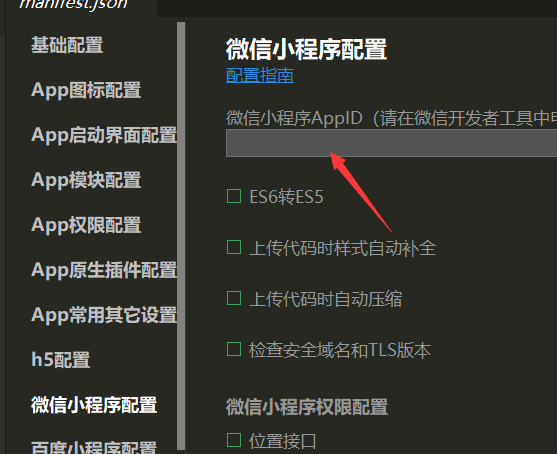 manifest.json
基础配置
App图标配置
App启动界面配置
App模块配置
App权限配置
App原生插件配置
App常用其它设置
h5配置
微信小程序配置
百度小程序配置
微信小程序配置
配置指南
微信小程序AppID（请在微信开发者工具中申
ES6转ES5
上传代码时样式自动补全
上传代码时自动压缩
检查安全域名和TLS版本
微信小程序权限配置
位置接口